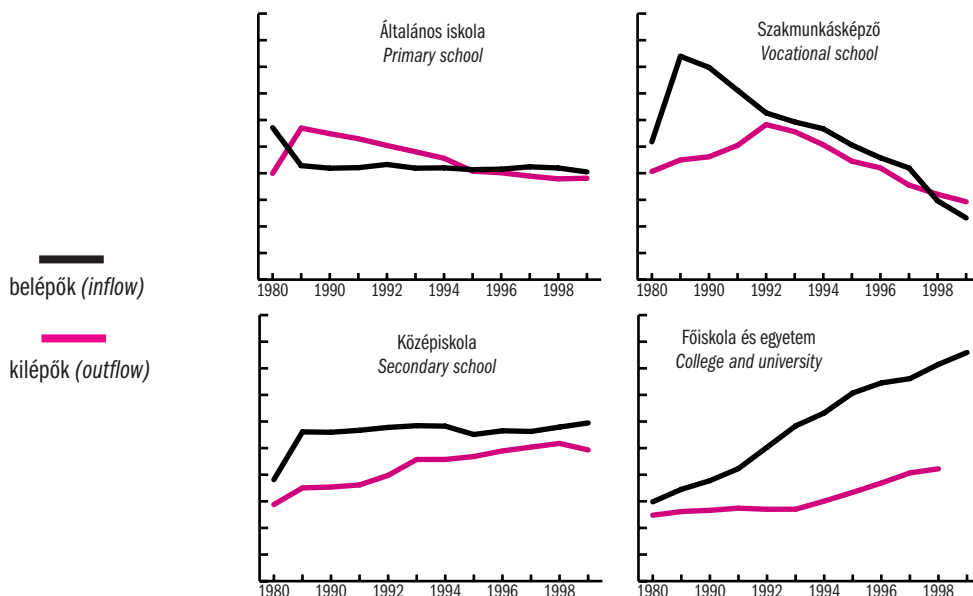 Általános iskola
Primary school
1980 1990 1992 1994 1996 1998
Szakmunkásképző
Vocational school
1980 1990 1992 1994 1996 1998
belépők (inflow)
kilépők (outflow)
Középiskola
Secondary school
1980 1990 1992 1994 1996 1998
Főiskola és egyetem
College and university
1980 1990 1992 1994 1996 1998